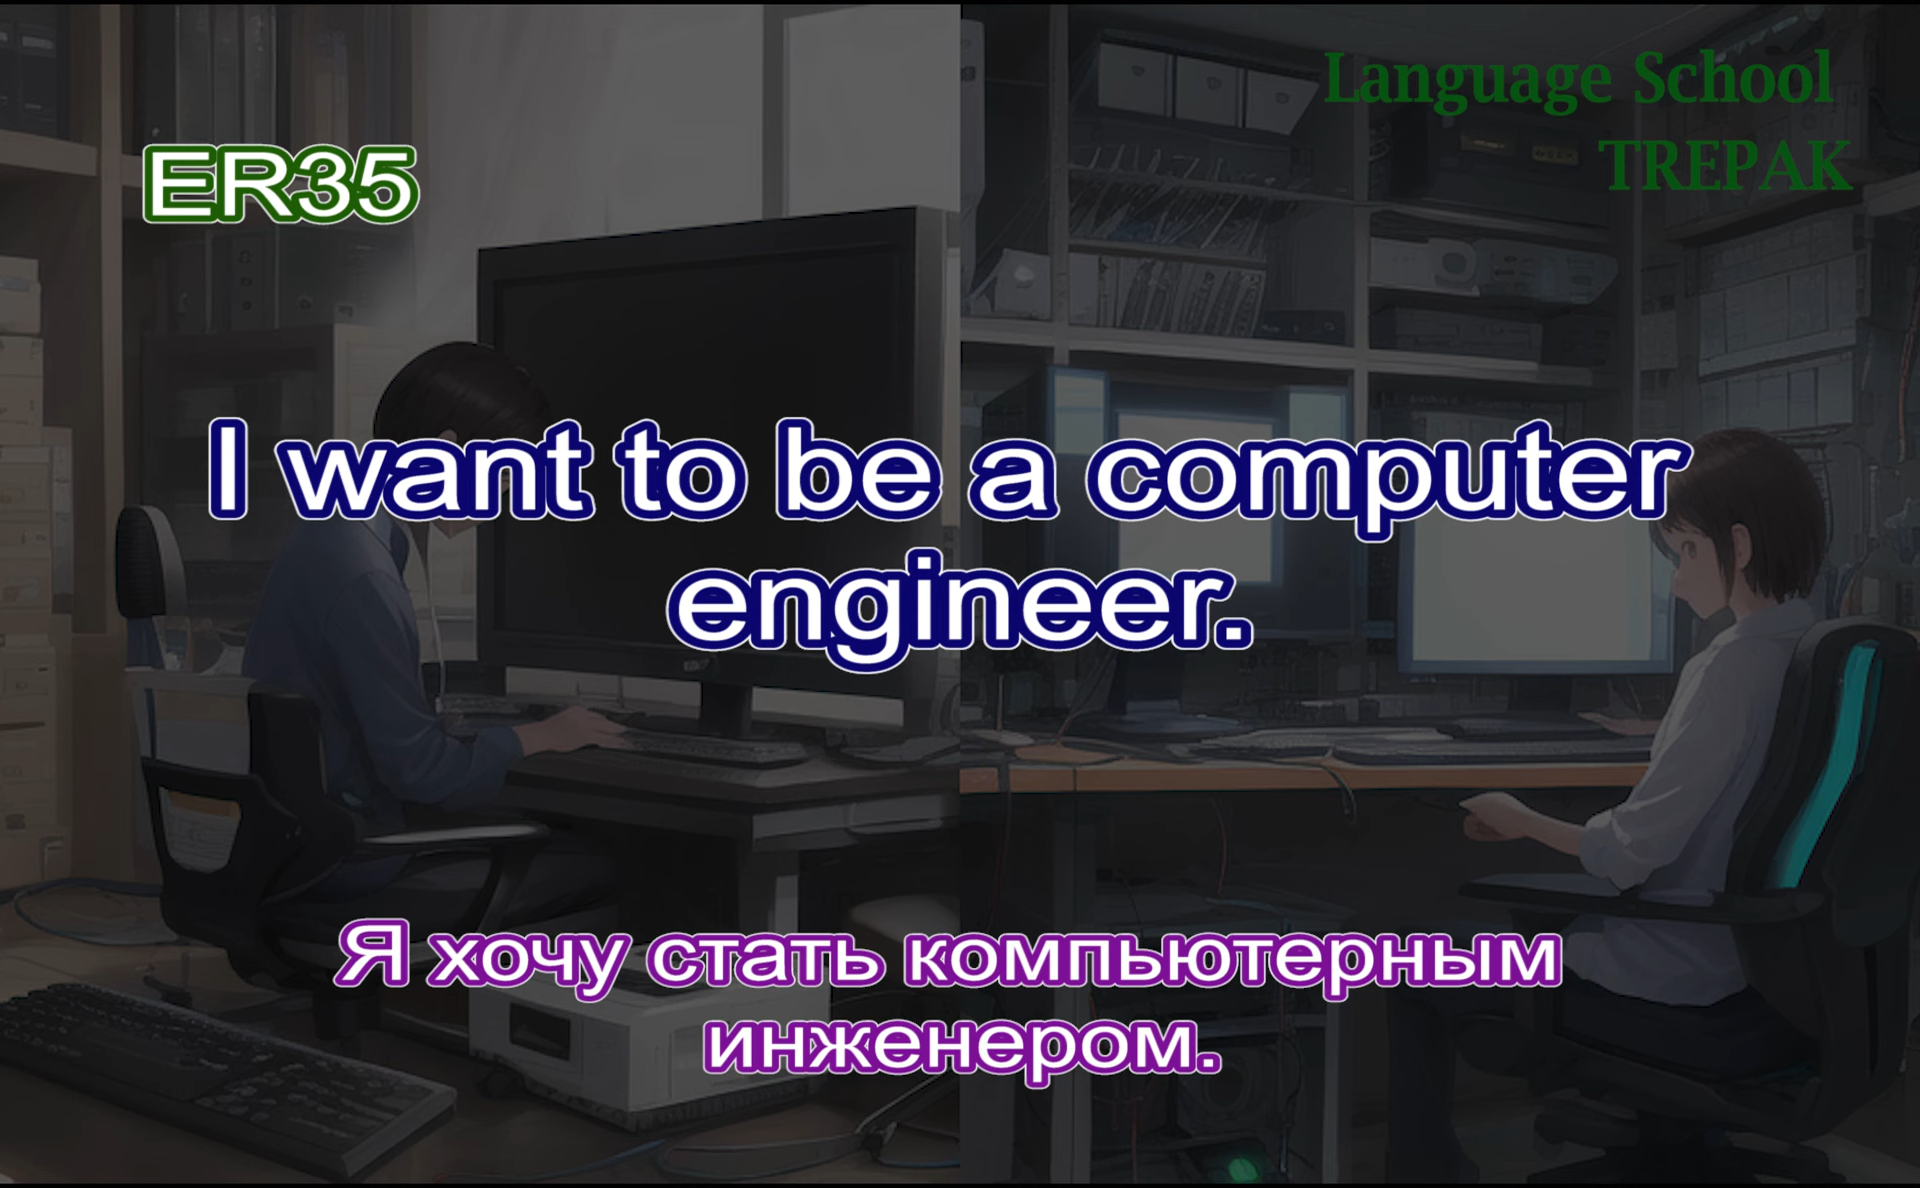 Language School
TREPAK
ER35
I want to be a computer
engineer.
Я хочу стать компьютерным
инженером.